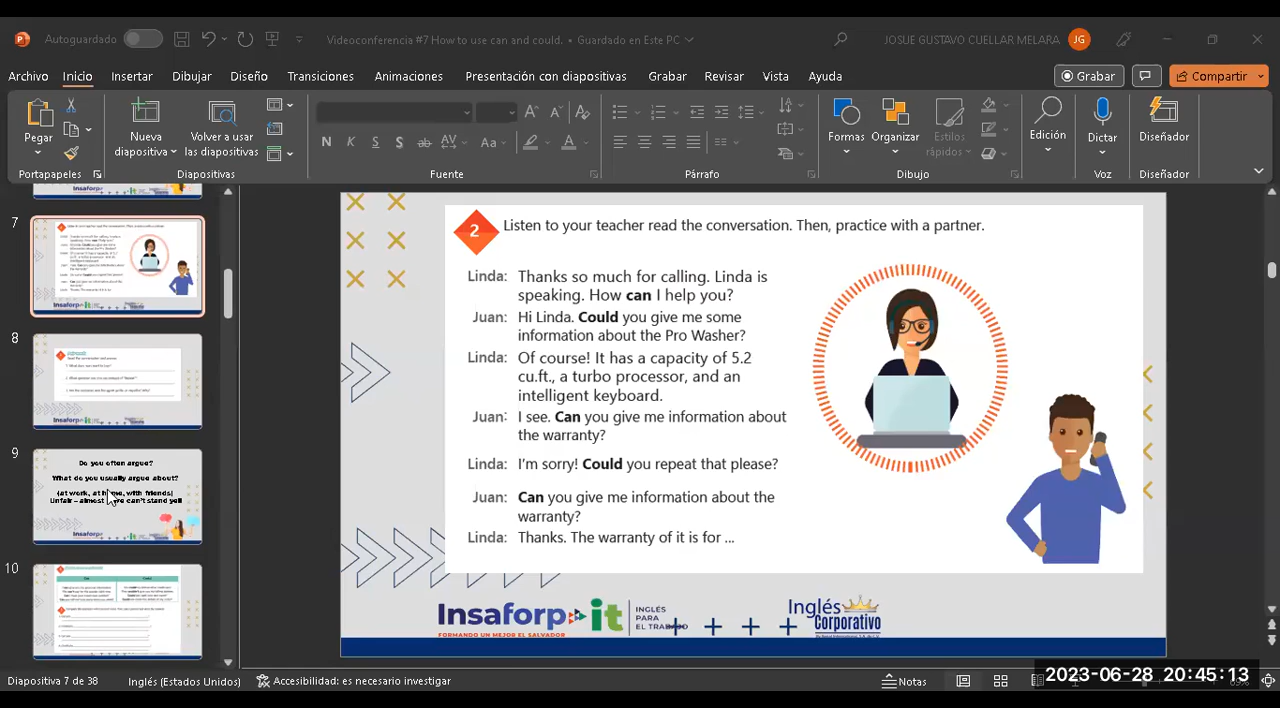 Autoguardado
Videoconferencia #7 How to use can and could. • Guardado en Este PC
JOSUE GUSTAVO CUELLAR MELARA
JG
Archivo Inicio Insertar Dibujar Diseño Transiciones Animaciones Presentación con diapositivas Grabar Revisar Vista Ayuda
Grabar
Compartir
Pegar
Nueva diapositiva
Volver a usar las diapositivas
N K S S ab AV Aa A
Formas
Organizar
Estilos rápidos
Edición
Dictar
Diseñador
Portapapeles
Diapositivas
Fuente
Párrafo
Dibujo
Voz
Diseñador
7
8
9
Do you often argue?
What do you usually argue about?
10
2
Listen to your teacher read the conversation. Then, practice with a partner.
Linda: Thanks so much for calling. Linda is
speaking. How can I help you?
Juan: Hi Linda. Could you give me some
information about the Pro Washer?
Linda: Of course! It has a capacity of 5.2
cu.it., a turbo processor, and an
intelligent keyboard.
Juan: I see. Can you give me information about
the warranty?
Linda: I'm sorry! Could you repeat that please?
Juan: Can you give me information about the
warranty?
Linda: Thanks. The warranty of it is for ...
Insaforp it
FORMANDO UN MEJOR EL SALVADOR
INGLÉS
PARA
EL TRABAJO
Inglés
Corporativo
Diapositiva 7 de 38
Inglés (Estados Unidos)
Accesibilidad: es necesario investigar
Notas
2023-06-28 20:45:13